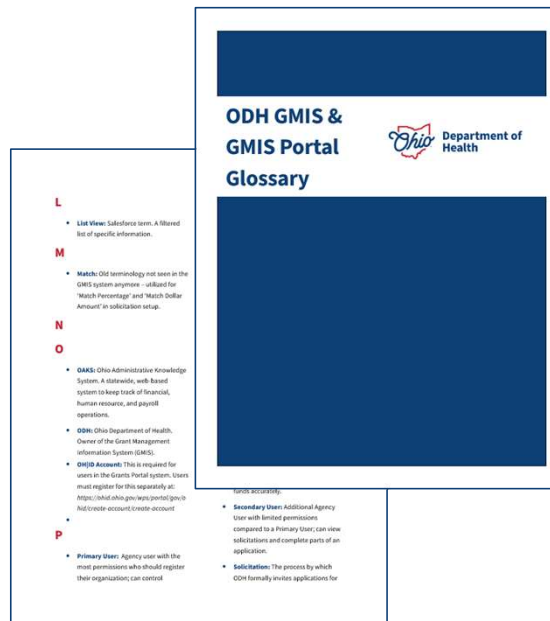 ODH GMIS &
GMIS Portal
Glossary
Ohio
Department of
Health
L
• List View: Salesforce term. A filtered
list of specific information.
M
• Match: Old terminology not seen in the
GMIS system anymore – utilized for
'Match Percentage' and 'Match Dollar
Amount' in solicitation setup.
N
O
• OAKS: Ohio Administrative Knowledge
System. A statewide, web-based
system to keep track of financial,
human resource, and payroll
operations.
• ODH: Ohio Department of Health.
Owner of the Grant Management
Information System (GMIS).
• OH|ID Account: This is required for
users in the Grants Portal system. Users
must register for this separately at:
https://ohid.ohio.gov/wps/portal/gov/o
hid/create-account/create-account
•
P
• Primary User: Agency user with the
most permissions who should register
their organization; can control
funds accurately.
• Secondary User: Additional Agency
User with limited permissions
compared to a Primary User; can view
solicitations and complete parts of an
application.
• Solicitation: The process by which
ODH formally invites applications for